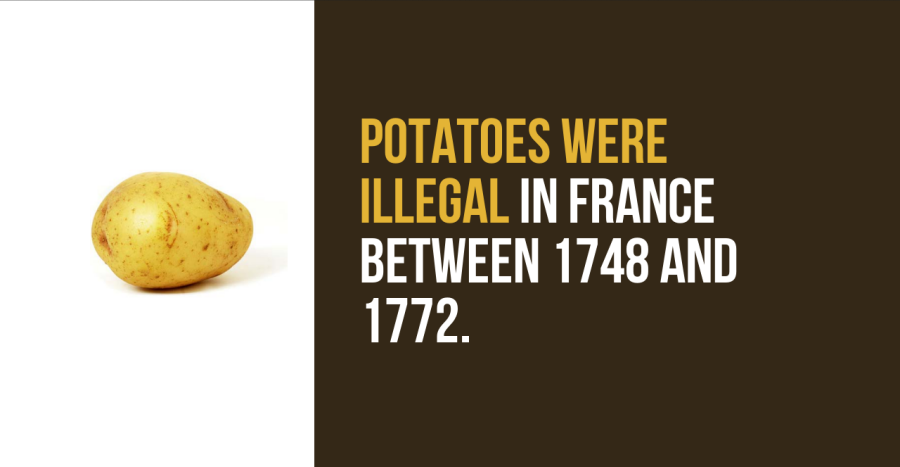 POTATOES WERE
ILLEGAL IN FRANCE
BETWEEN 1748 AND
1772.